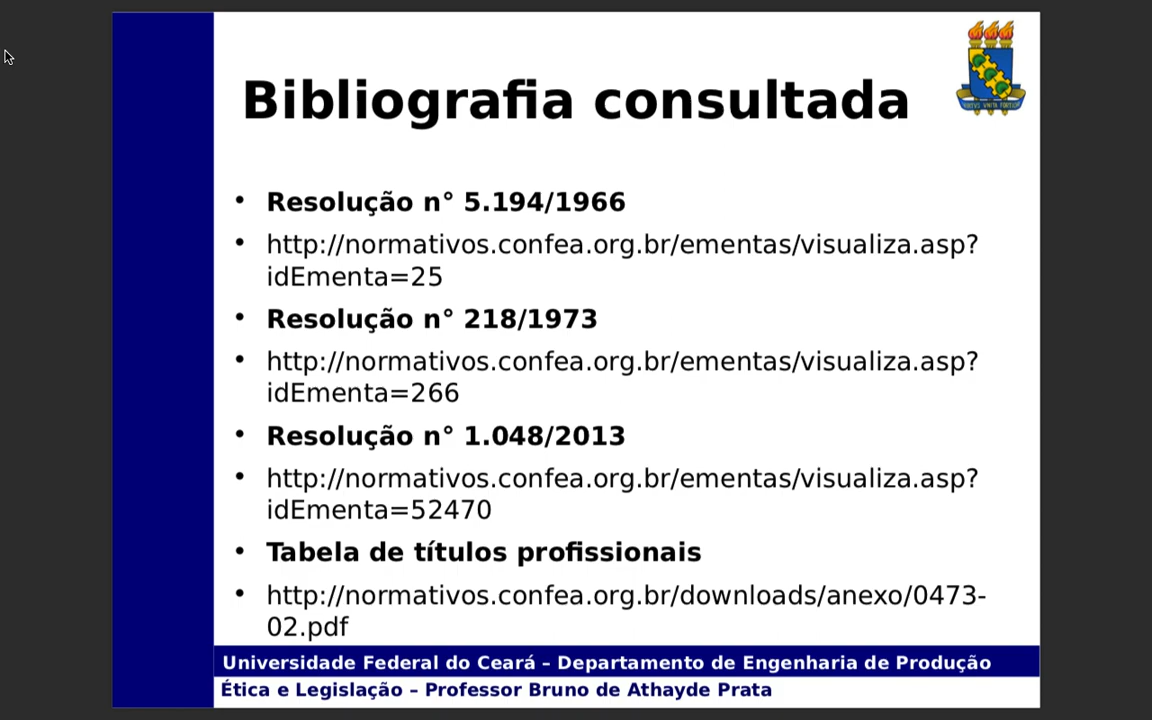 Bibliografia consultada
• Resolução n° 5.194/1966
• http://normativos.confea.org.br/ementas/visualiza.asp?
idEmenta=25
• Resolução n° 218/1973
• http://normativos.confea.org.br/ementas/visualiza.asp?
idEmenta=266
• Resolução n° 1.048/2013
• http://normativos.confea.org.br/ementas/visualiza.asp?
idEmenta=52470
• Tabela de títulos profissionais
• http://normativos.confea.org.br/downloads/anexo/0473-
02.pdf
Universidade Federal do Ceará – Departamento de Engenharia de Produção
Ética e Legislação – Professor Bruno de Athayde Prata